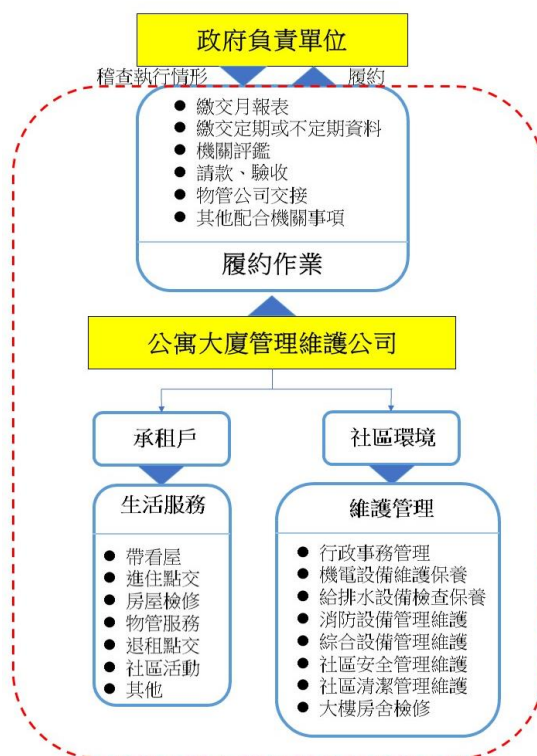 政府負責單位
稽查執行情形
履約
● 繳交月報表
● 繳交定期或不定期資料
● 機關評鑑
● 請款、驗收
● 物管公司交接
● 其他配合機關事項
履約作業
公寓大廈管理維護公司
承租戶
社區環境
生活服務
● 帶看屋
● 進住點交
● 房屋檢修
● 物管服務
● 退租點交
● 社區活動
● 其他
維護管理
● 行政事務管理
● 機電設備維護保養
● 給排水設備檢查保養
● 消防設備管理維護
● 綜合設備管理維護
● 社區安全管理維護
● 社區清潔管理維護
● 大樓房舍檢修